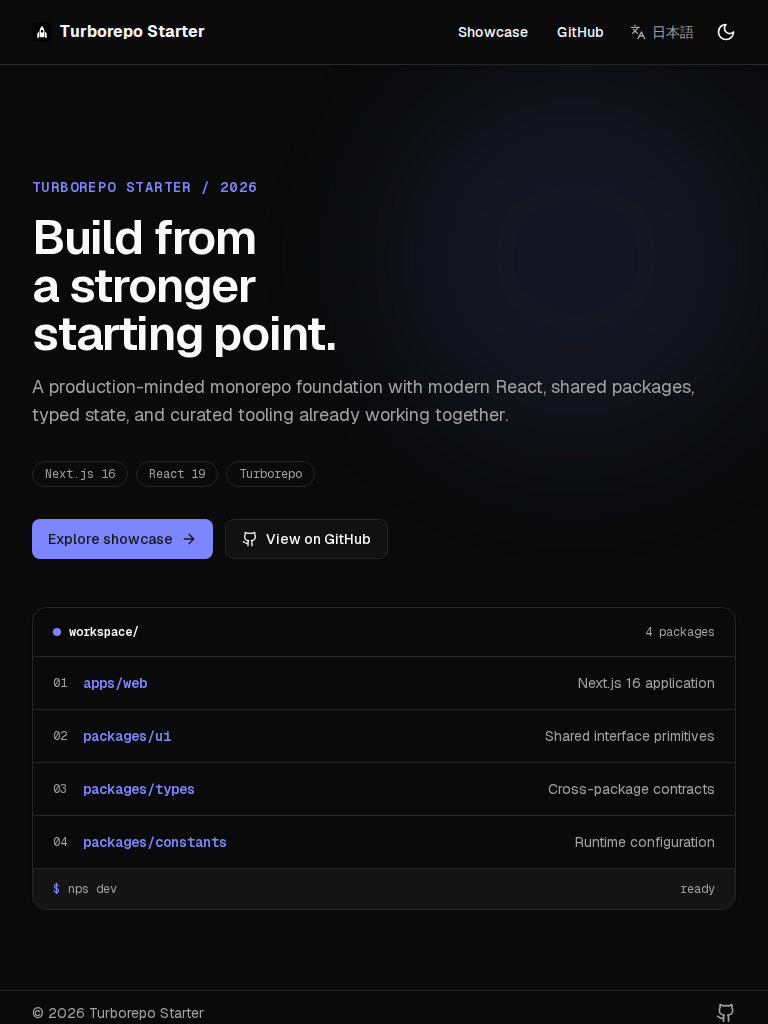 Turborepo Starter
Showcase
GitHub
日本語
TURBOREPO STARTER / 2026
Build from
a stronger
starting point.
A production-minded monorepo foundation with modern React, shared packages,
typed state, and curated tooling already working together.
Next.js 16
React 19
Turborepo
Explore showcase
View on GitHub
workspace/
4 packages
01 apps/web Next.js 16 application
02 packages/ui Shared interface primitives
03 packages/types Cross-package contracts
04 packages/constants Runtime configuration
$ nps dev ready
© 2026 Turborepo Starter